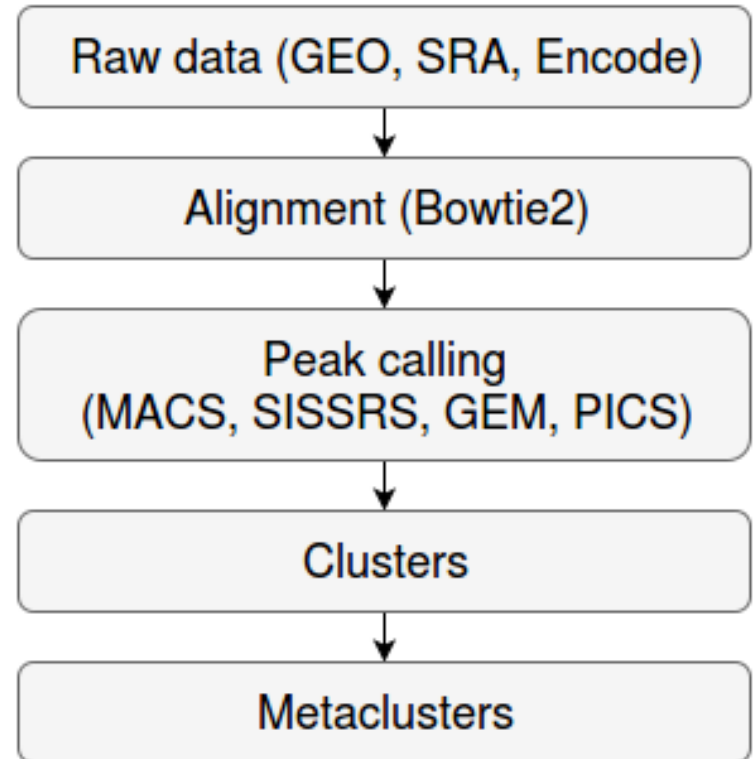 Raw data (GEO, SRA, Encode)
Alignment (Bowtie2)
Peak calling
(MACS, SISSRS, GEM, PICS)
Clusters
Metaclusters